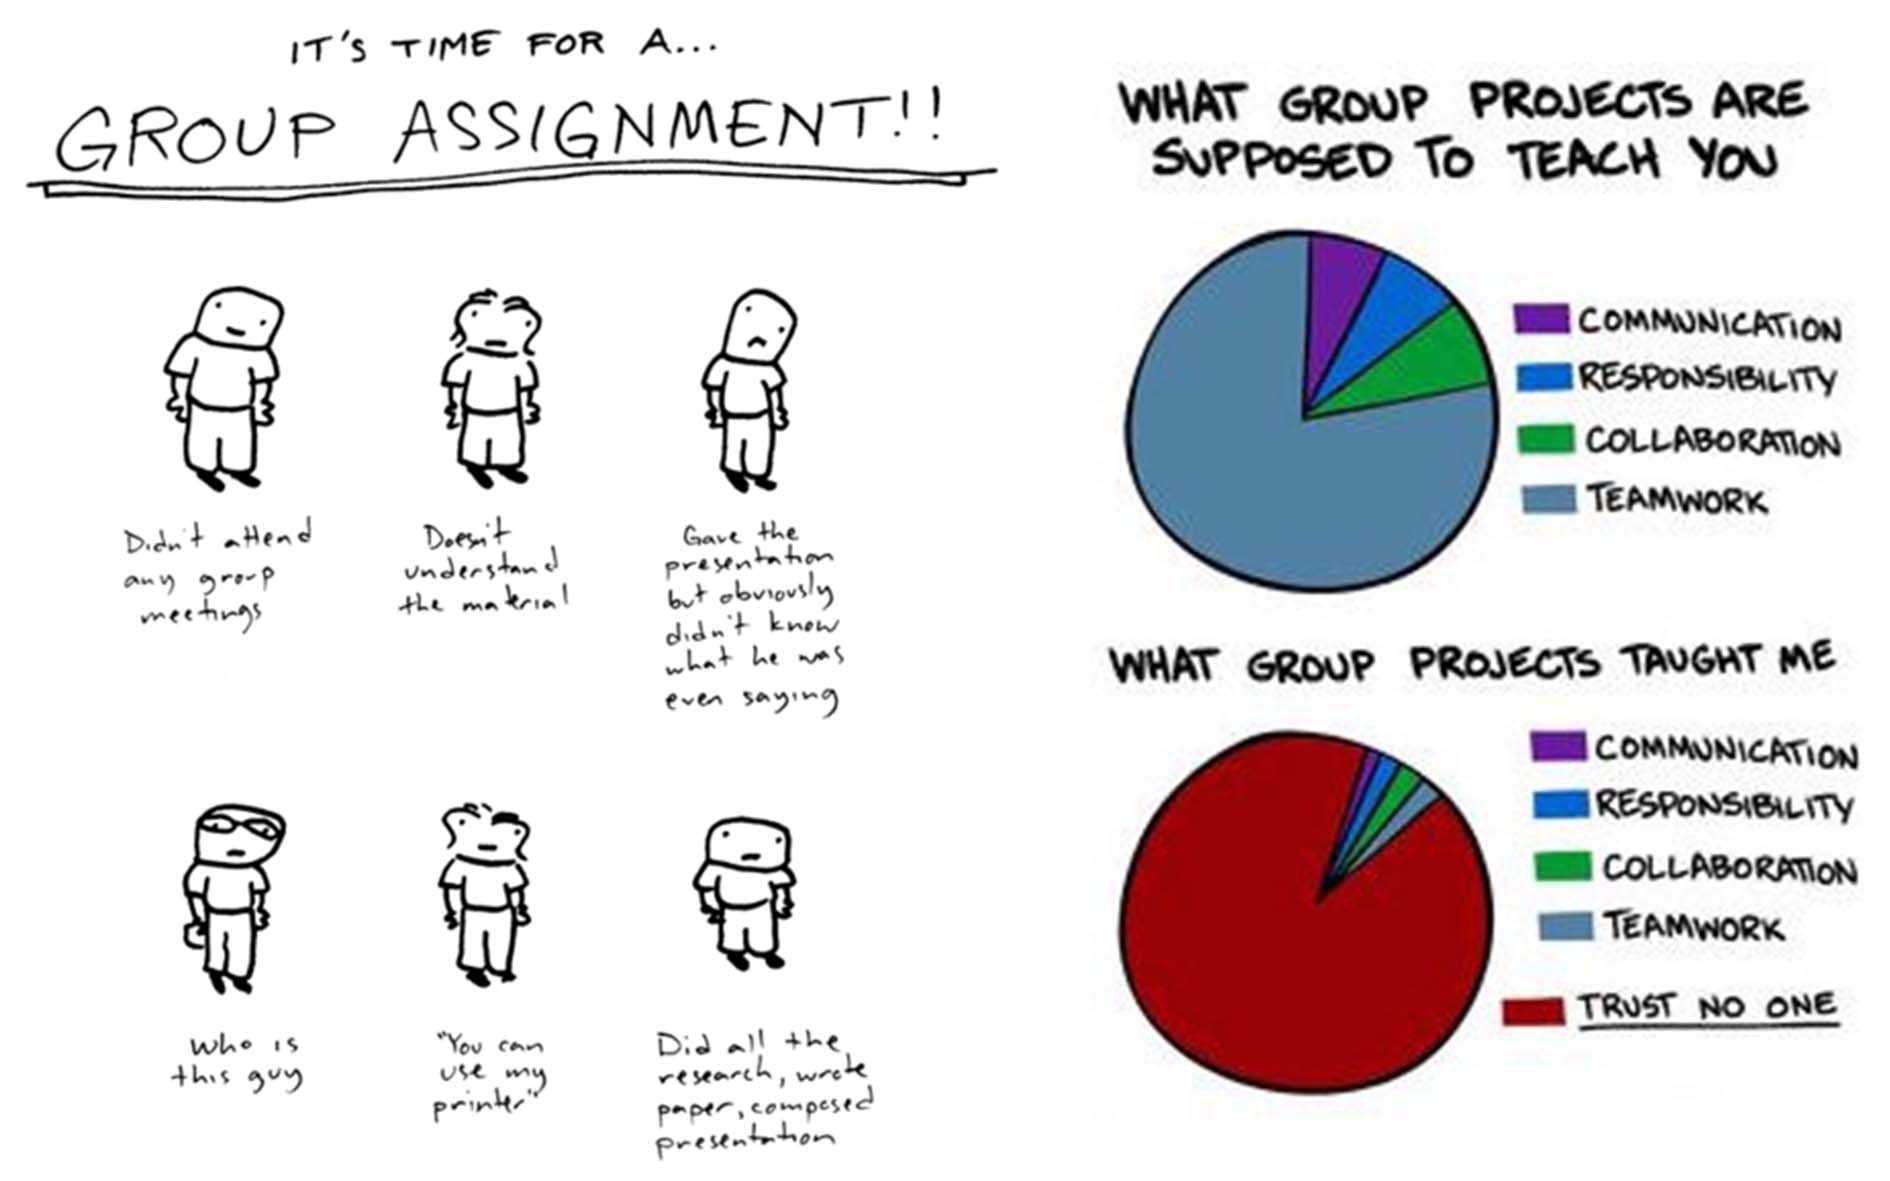 IT'S TIME FOR A...
GROUP ASSIGNMENT!!
Didn't attend
any group
meetings
Doesn't
understand
the material
Gave the
presentation
but obviously
didn't know
what he was
even saying
Who is
this guy
"You can
use my
printer"
Did all the
research, wrote
paper, composed
presentation
WHAT GROUP PROJECTS ARE
SUPPOSED TO TEACH YOU
COMMUNICATION
RESPONSIBILITY
COLLABORATION
TEAMWORK
WHAT GROUP PROJECTS TAUGHT ME
COMMUNICATION
RESPONSIBILITY
COLLABORATION
TEAMWORK
TRUST NO ONE